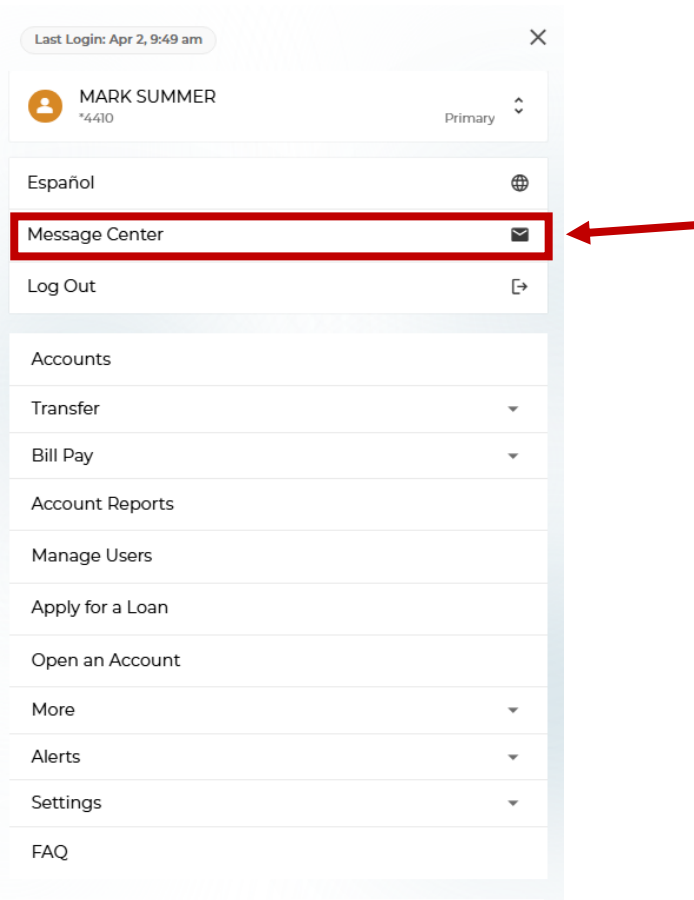 Last Login: Apr 2, 9:49 am
MARK SUMMER
*4410
Primary
Español
Message Center
Log Out
Accounts
Transfer
Bill Pay
Account Reports
Manage Users
Apply for a Loan
Open an Account
More
Alerts
Settings
FAQ